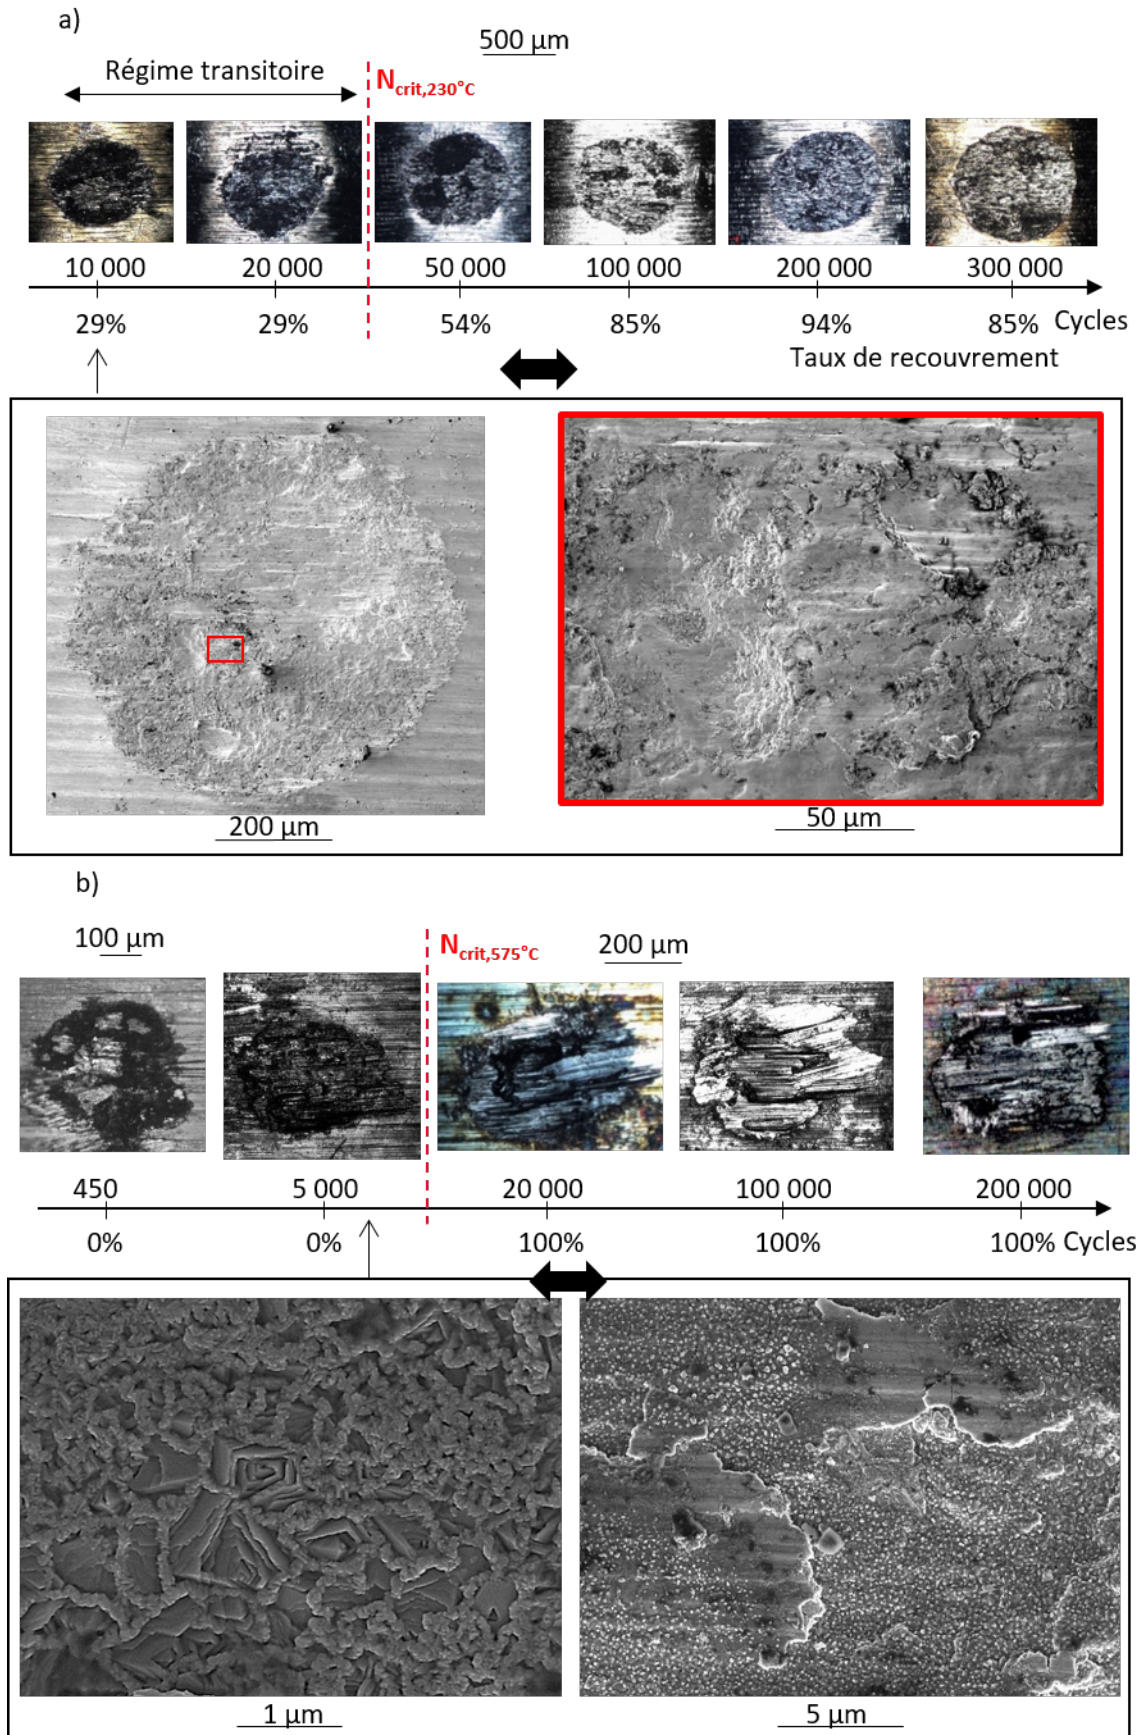 a)
500 µm
Régime transitoire
N_crit,230°C
10 000 20 000 50 000 100 000 200 000 300 000
29% 29% 54% 85% 94% 85% Cycles
Taux de recouvrement
200 µm
50 µm
b)
100 µm
N_crit,575°C
200 µm
450 5 000 20 000 100 000 200 000
0% 0% 100% 100% 100% Cycles
1 µm
5 µm